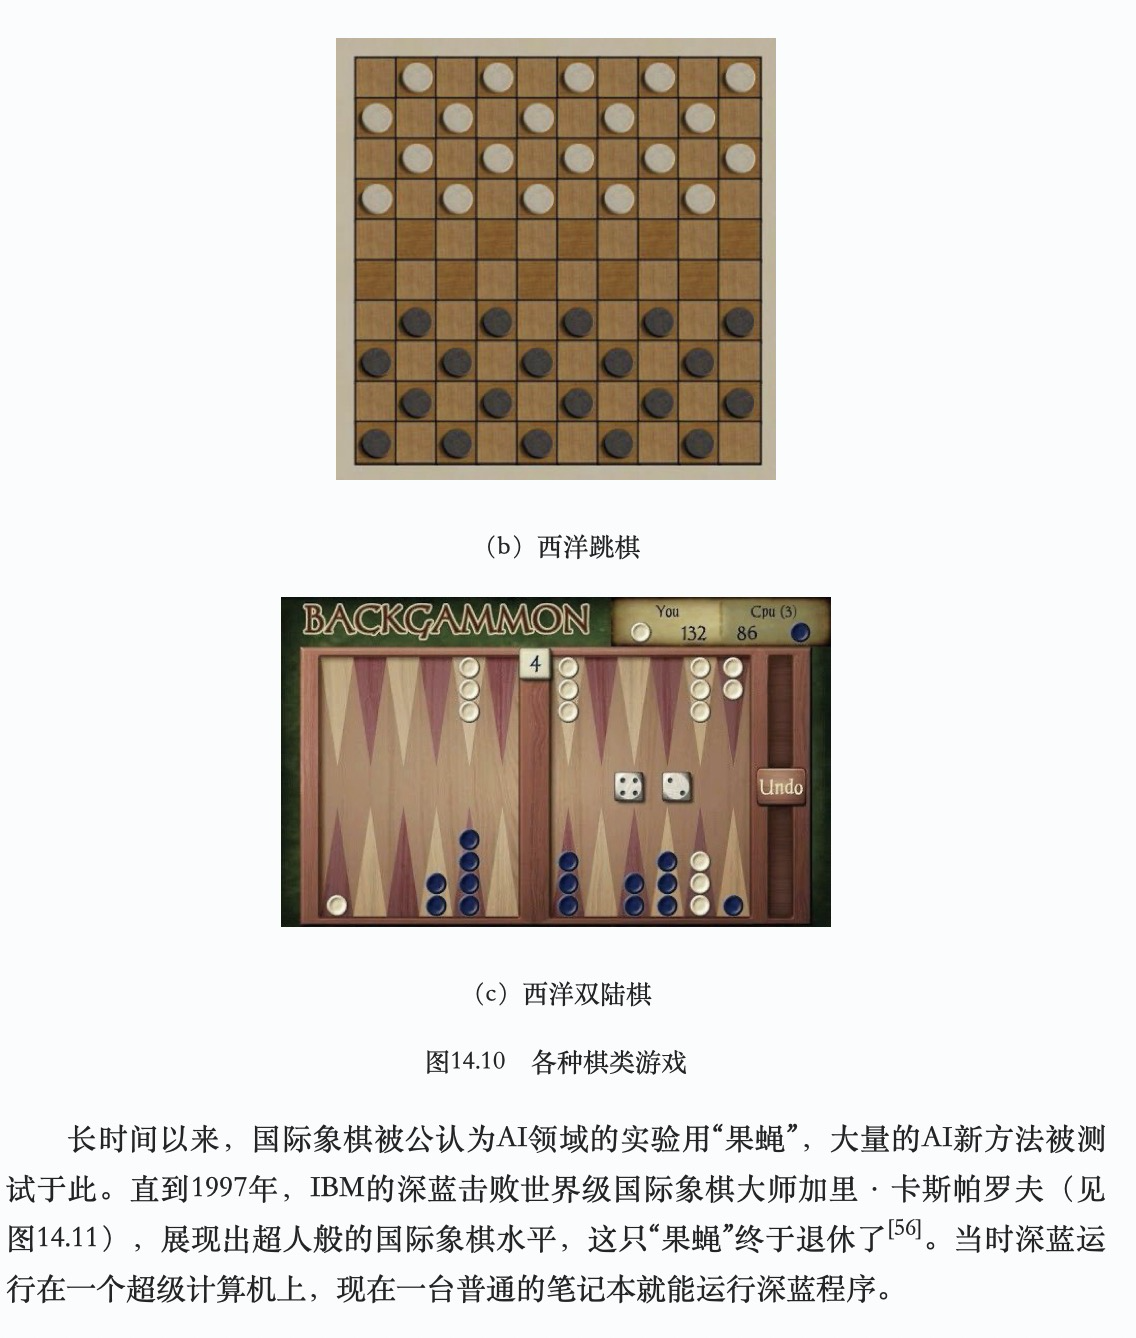 （b）西洋跳棋
BACKGAMMON
You Cpu (3)
132 86
4
Undo
（c）西洋双陆棋
图14.10 各种棋类游戏
长时间以来，国际象棋被公认为AI领域的实验用“果蝇”，大量的AI新方法被测
试于此。直到1997年，IBM的深蓝击败世界级国际象棋大师加里·卡斯帕罗夫（见
图14.11），展现出超人般的国际象棋水平，这只“果蝇”终于退休了[56]。当时深蓝运
行在一个超级计算机上，现在一台普通的笔记本就能运行深蓝程序。